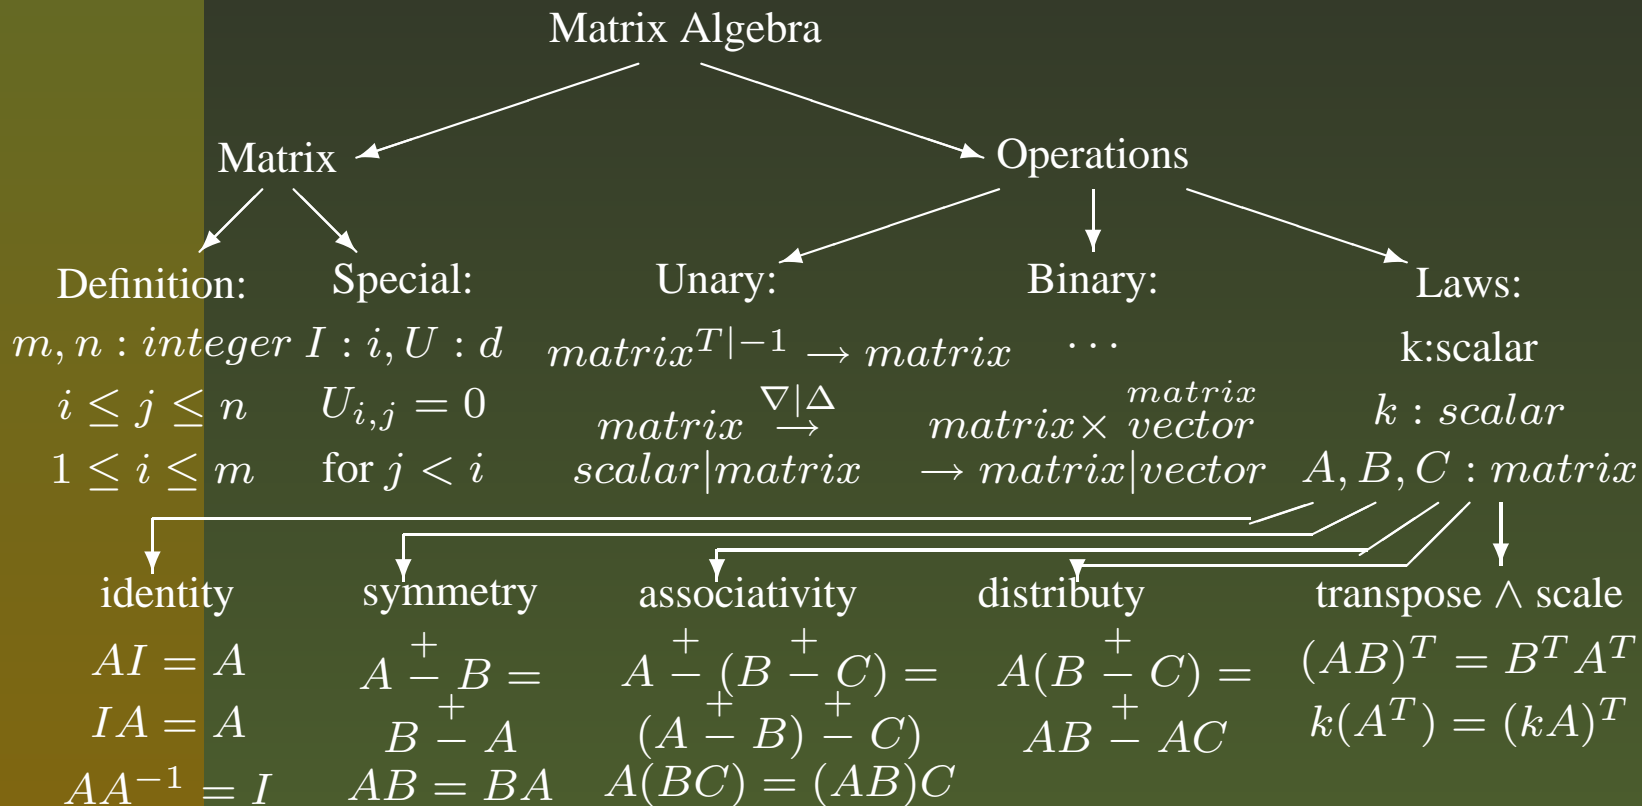 Matrix Algebra
Matrix
Operations
Definition:
m, n : integer
i ≤ j ≤ n
1 ≤ i ≤ m
Special:
I : i, U : d
U_{i,j} = 0
for j < i
Unary:
matrix^{T|−1} → matrix
matrix ∇|Δ →
scalar|matrix
Binary:
· · ·
matrix
matrix× vector
→ matrix|vector
Laws:
k:scalar
k : scalar
A, B, C : matrix
identity
AI = A
IA = A
AA^{−1} = I
symmetry
A +− B =
B +− A
AB = BA
associativity
A +− (B +− C) =
(A +− B) +− C)
A(BC) = (AB)C
distributy
A(B +− C) =
AB +− AC
transpose ∧ scale
(AB)^T = B^T A^T
k(A^T) = (kA)^T